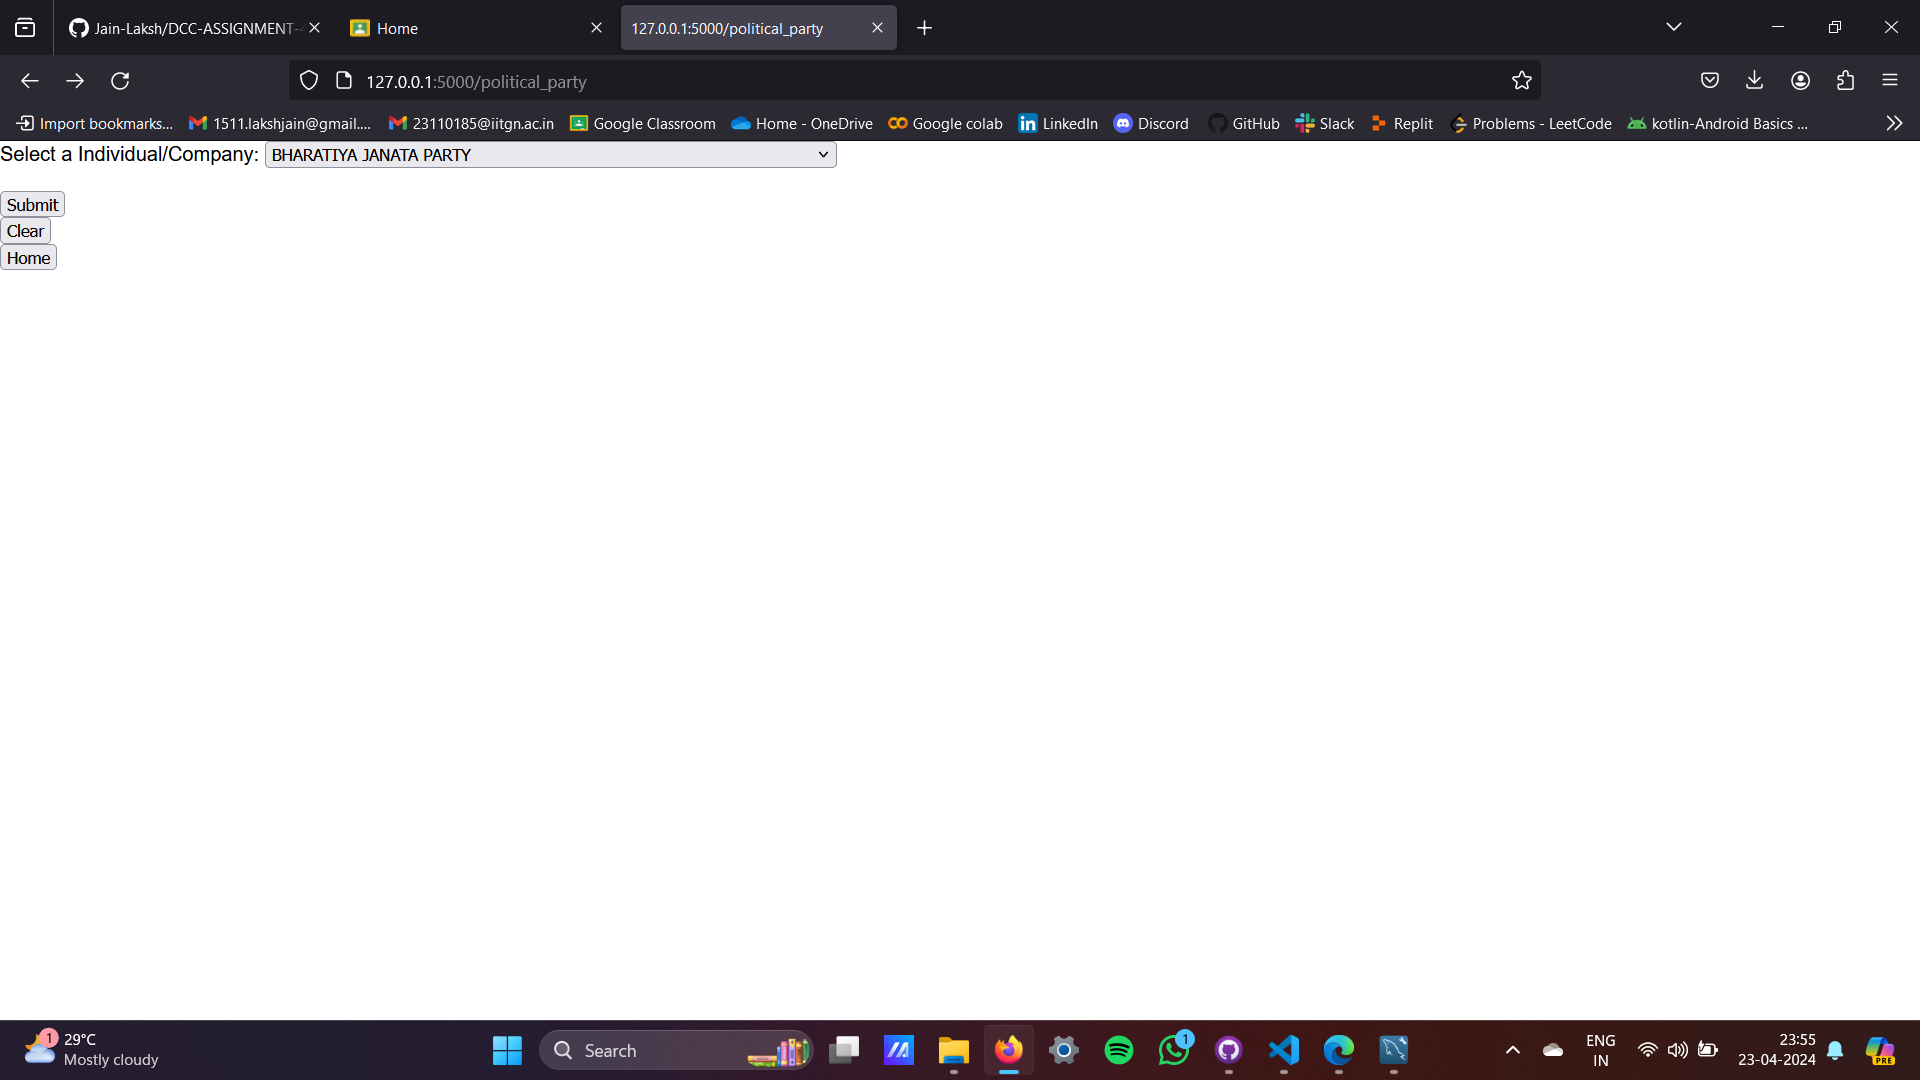 Jain-Laksh/DCC-ASSIGNMENT-
Home
127.0.0.1:5000/political_party
127.0.0.1:5000/political_party
Import bookmarks... 1511.lakshjain@gmail.... 23110185@iitgn.ac.in Google Classroom Home - OneDrive Google colab LinkedIn Discord GitHub Slack Replit Problems - LeetCode kotlin-Android Basics ...
Select a Individual/Company: BHARATIYA JANATA PARTY
Submit
Clear
Home
1 29°C
Mostly cloudy
Search
1
ENG
IN
23:55
23-04-2024
PRE